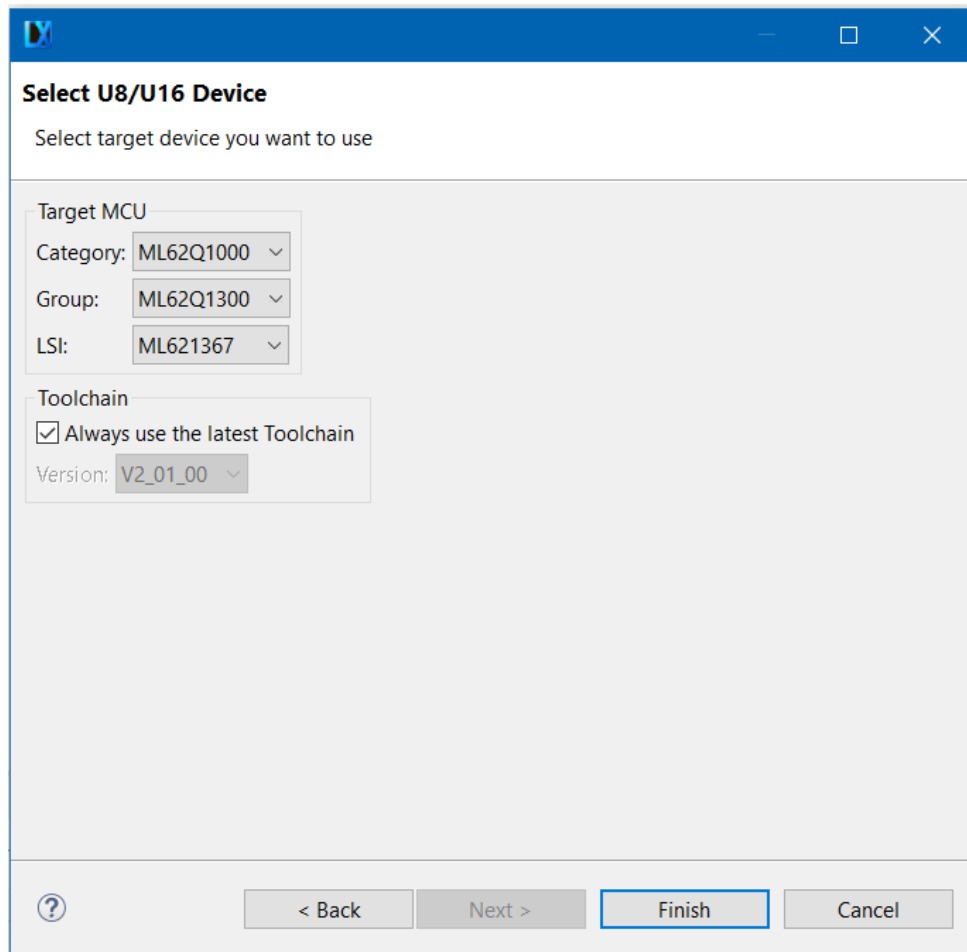 Select U8/U16 Device
Select target device you want to use
Target MCU
Category: ML62Q1000
Group: ML62Q1300
LSI: ML621367
Toolchain
Always use the latest Toolchain
Version: V2_01_00
? < Back Next > Finish Cancel